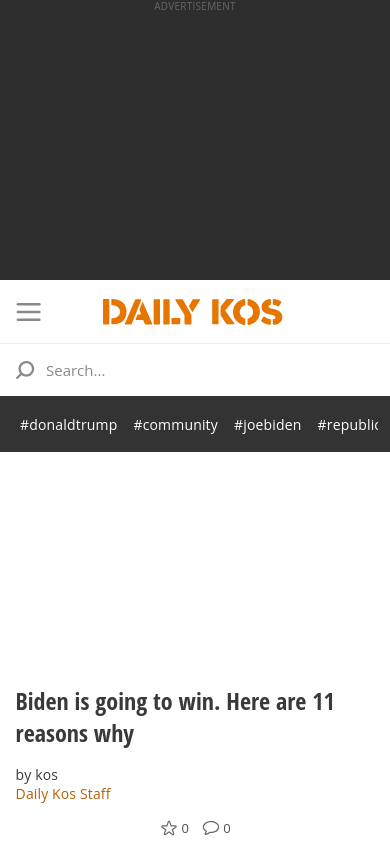 ADVERTISEMENT
DAILY KOS
Search...
#donaldtrump #community #joebiden #republic
Biden is going to win. Here are 11
reasons why
by kos
Daily Kos Staff
0 0